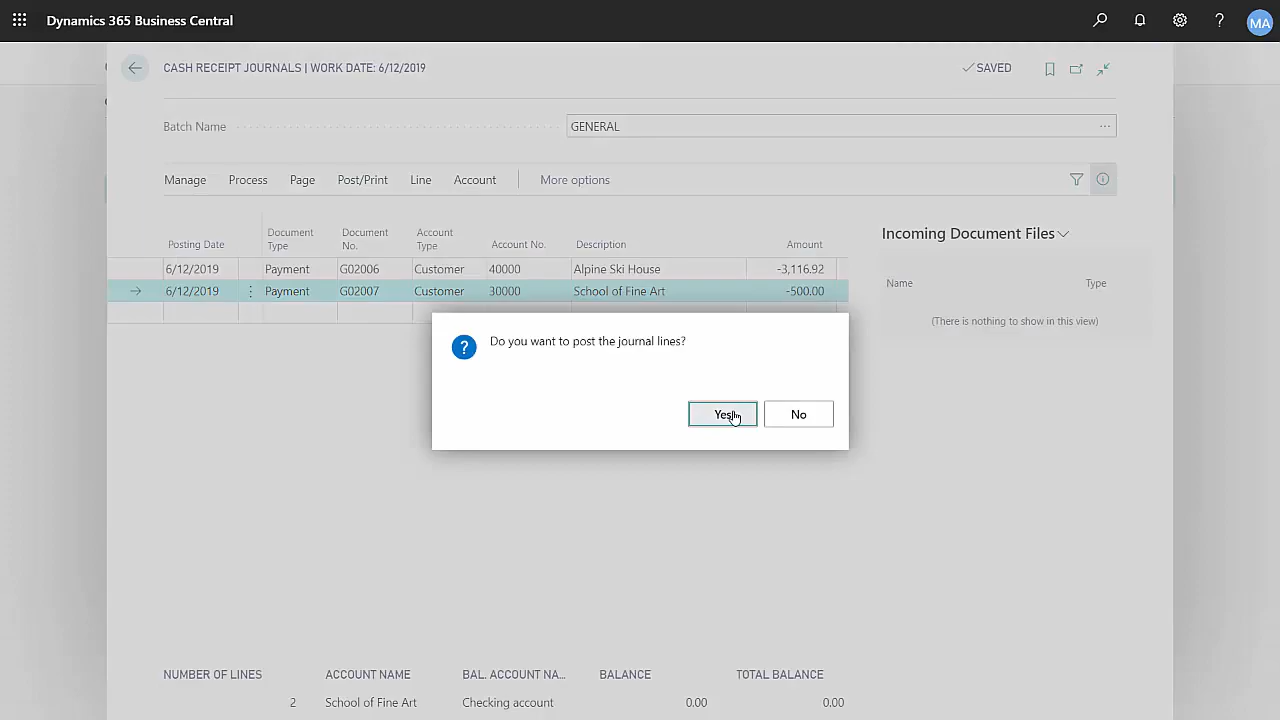 Dynamics 365 Business Central
? MA
CASH RECEIPT JOURNALS | WORK DATE: 6/12/2019
✓SAVED
Batch Name
GENERAL
...
Manage Process Page Post/Print Line Account More options
Posting Date Document Type Document No. Account Type Account No. Description Amount
6/12/2019 Payment G02006 Customer 40000 Alpine Ski House -3,116.92
→ 6/12/2019 Payment G02007 Customer 30000 School of Fine Art -500.00
Incoming Document Files
Name Type
(There is nothing to show in this view)
? Do you want to post the journal lines?
Yes No
NUMBER OF LINES ACCOUNT NAME BAL. ACCOUNT NA... BALANCE TOTAL BALANCE
2 School of Fine Art Checking account 0.00 0.00